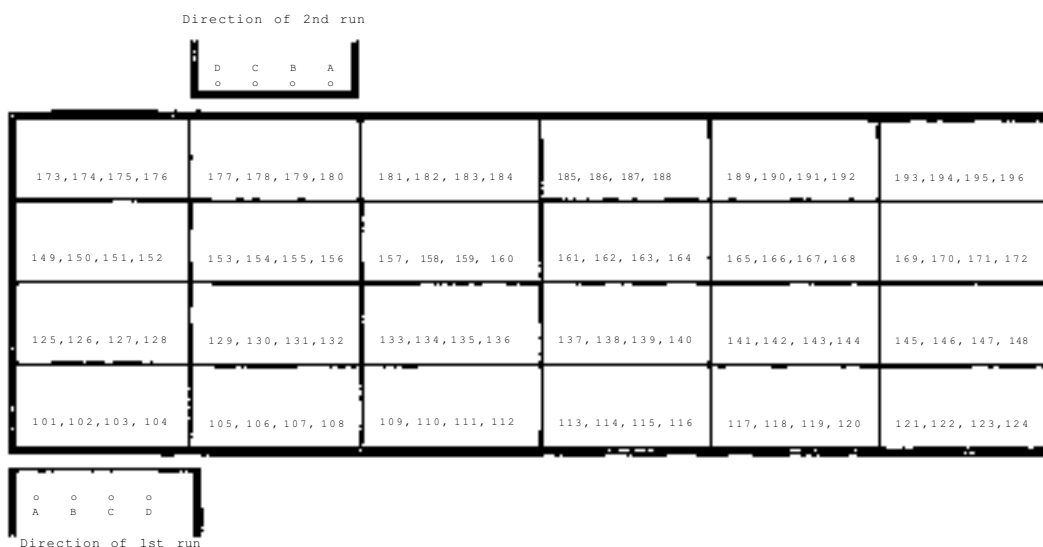 Direction of 2nd run
D C B A
173,174,175,176 177, 178, 179, 180 181, 182, 183, 184 185, 186, 187, 188 189, 190, 191, 192 193, 194, 195, 196
149, 150, 151, 152 153, 154, 155, 156 157, 158, 159, 160 161, 162, 163, 164 165, 166, 167, 168 169, 170, 171, 172
125, 126, 127, 128 129, 130, 131, 132 133, 134, 135, 136 137, 138, 139, 140 141, 142, 143, 144 145, 146, 147, 148
101, 102, 103, 104 105, 106, 107, 108 109, 110, 111, 112 113, 114, 115, 116 117, 118, 119, 120 121, 122, 123, 124
A B C D
Direction of 1st run